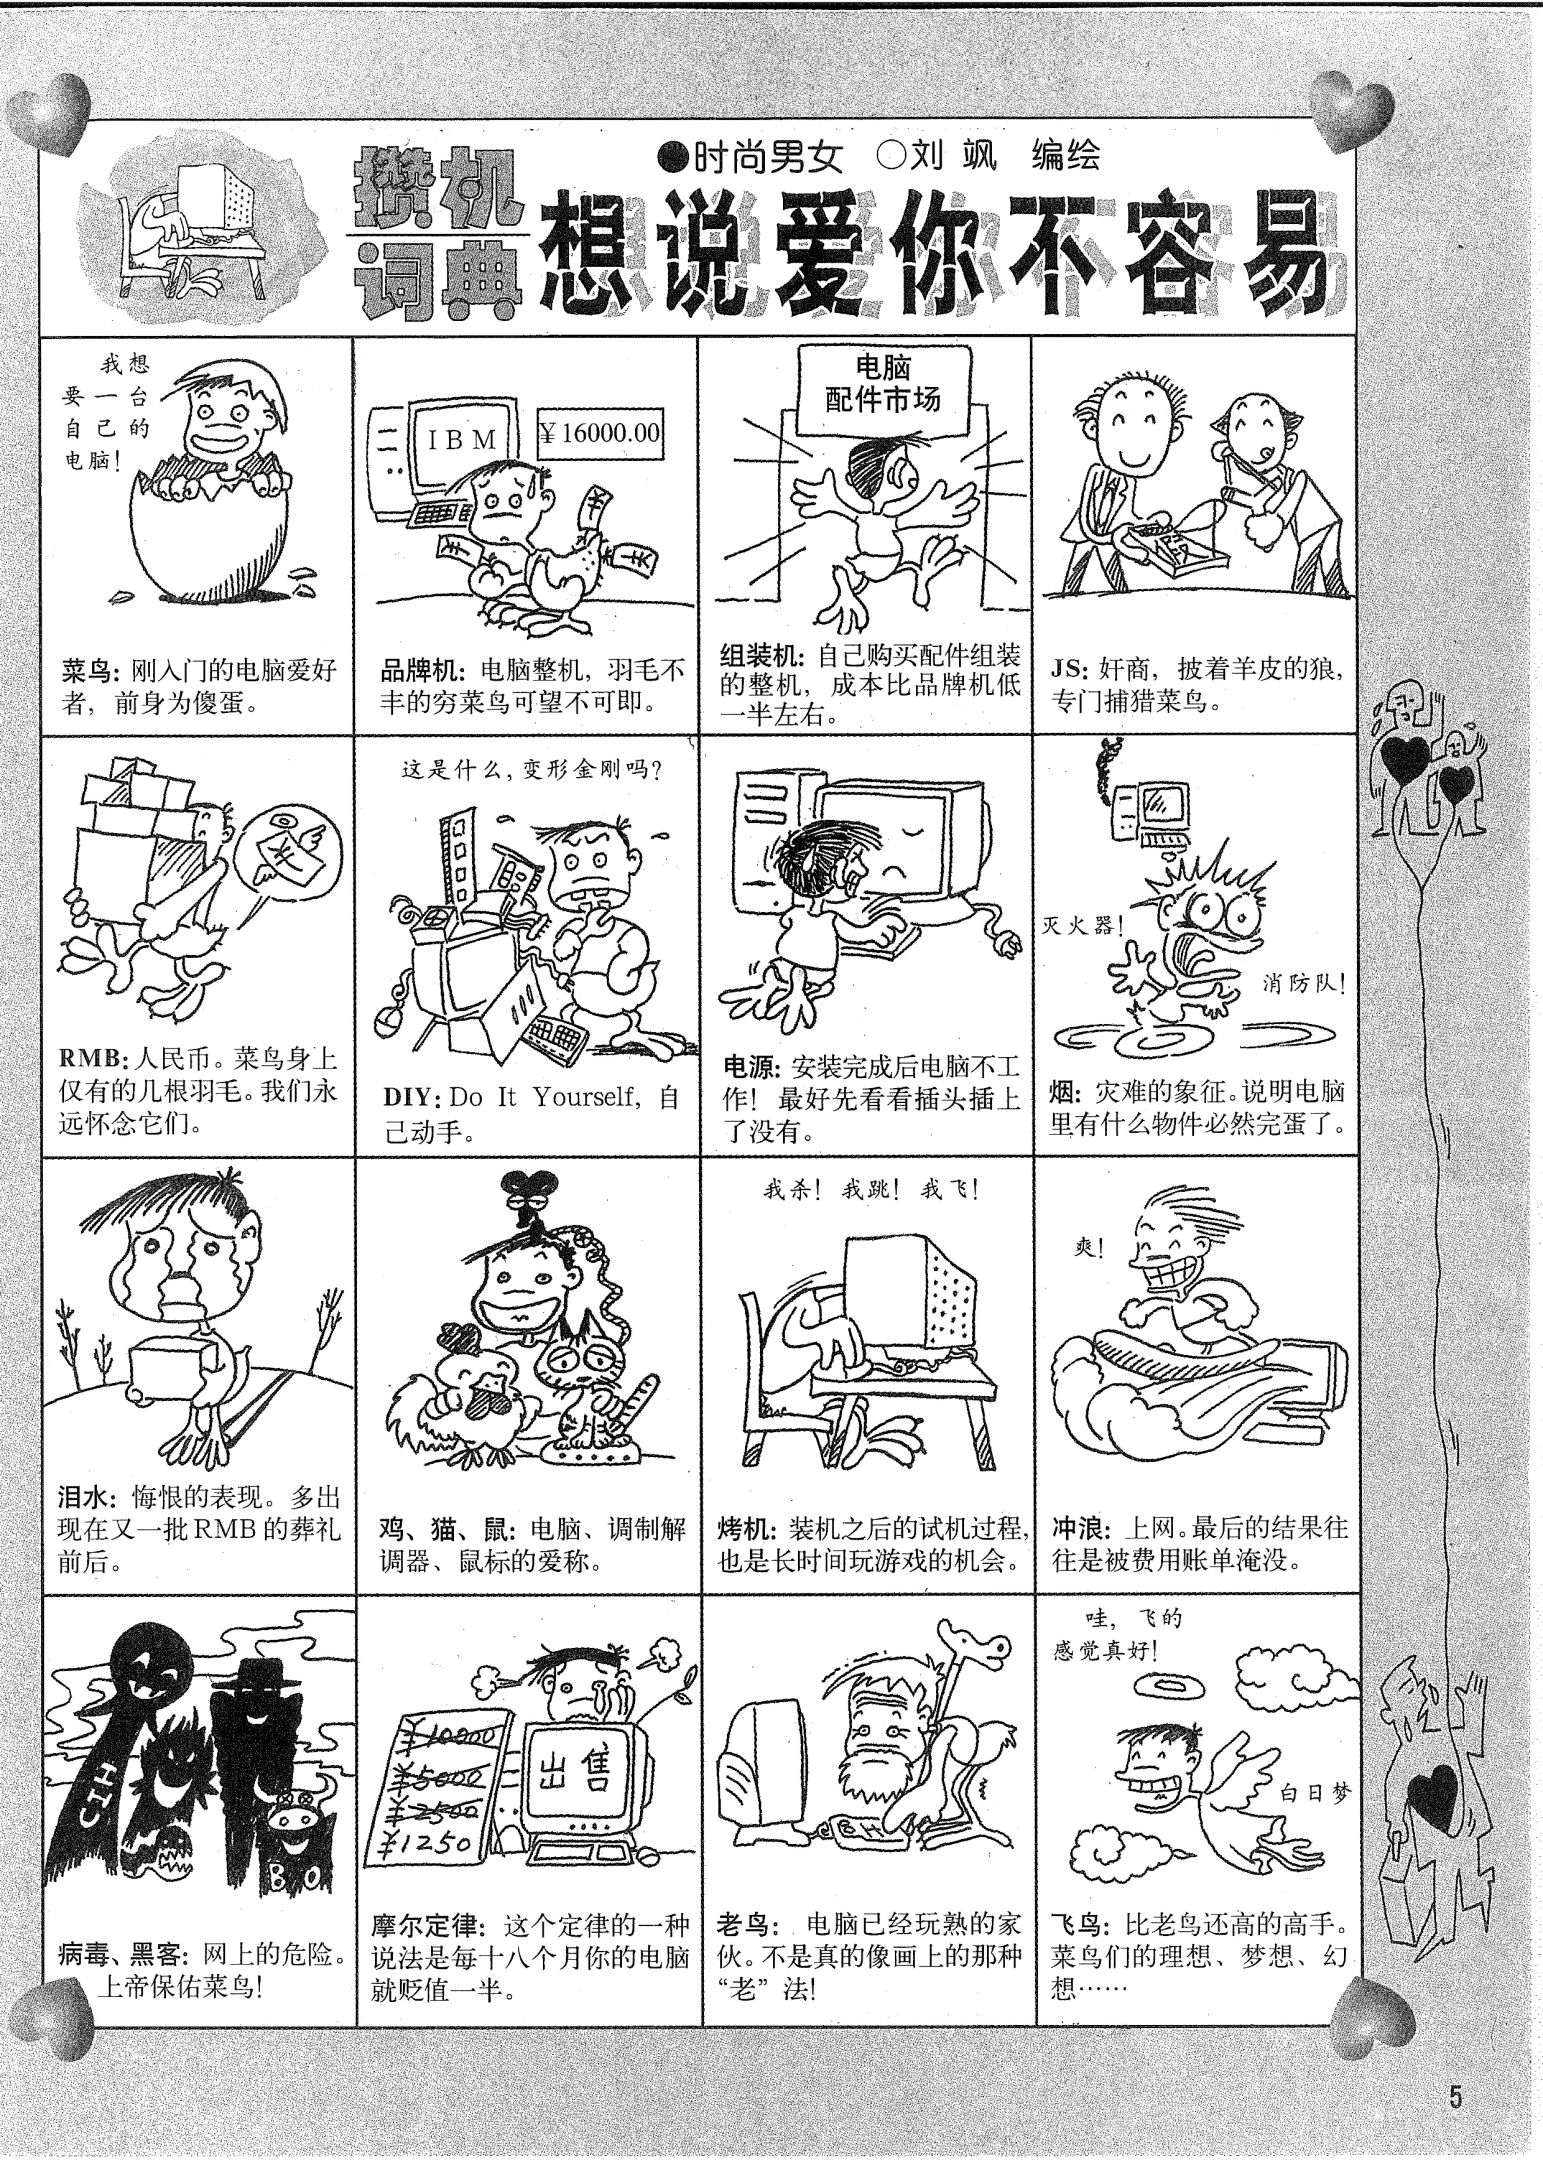 攒机
词典
●时尚男女 ○刘 飒 编绘
想说爱你不容易
我想
要一台
自己的
电脑！
菜鸟：刚入门的电脑爱好
者，前身为傻蛋。
IBM
￥16000.00
品牌机：电脑整机，羽毛不
丰的穷菜鸟可望不可即。
电脑
配件市场
组装机：自己购买配件组装
的整机，成本比品牌机低
一半左右。
JS：奸商，披着羊皮的狼，
专门捕猎菜鸟。
RMB：人民币。菜鸟身上
仅有的几根羽毛。我们永
远怀念它们。
这是什么，变形金刚吗？
DIY：Do It Yourself，自
己动手。
电源：安装完成后电脑不工
作！最好先看看插头插上
了没有。
灭火器！
消防队！
烟：灾难的象征。说明电脑
里有什么物件必然完蛋了。
泪水：悔恨的表现。多出
现在又一批RMB的葬礼
前后。
鸡、猫、鼠：电脑、调制解
调器、鼠标的爱称。
我杀！我跳！我飞！
烤机：装机之后的试机过程，
也是长时间玩游戏的机会。
爽！
冲浪：上网。最后的结果往
往是被费用账单淹没。
CIH
BO
病毒、黑客：网上的危险。
上帝保佑菜鸟！
￥10000
￥5000
￥2500
￥1250
出售
摩尔定律：这个定律的一种
说法是每十八个月你的电脑
就贬值一半。
老鸟：电脑已经玩熟的家
伙。不是真的像画上的那种
“老”法！
哇，飞的
感觉真好！
白日梦
飞鸟：比老鸟还高的高手。
菜鸟们的理想、梦想、幻
想……
5